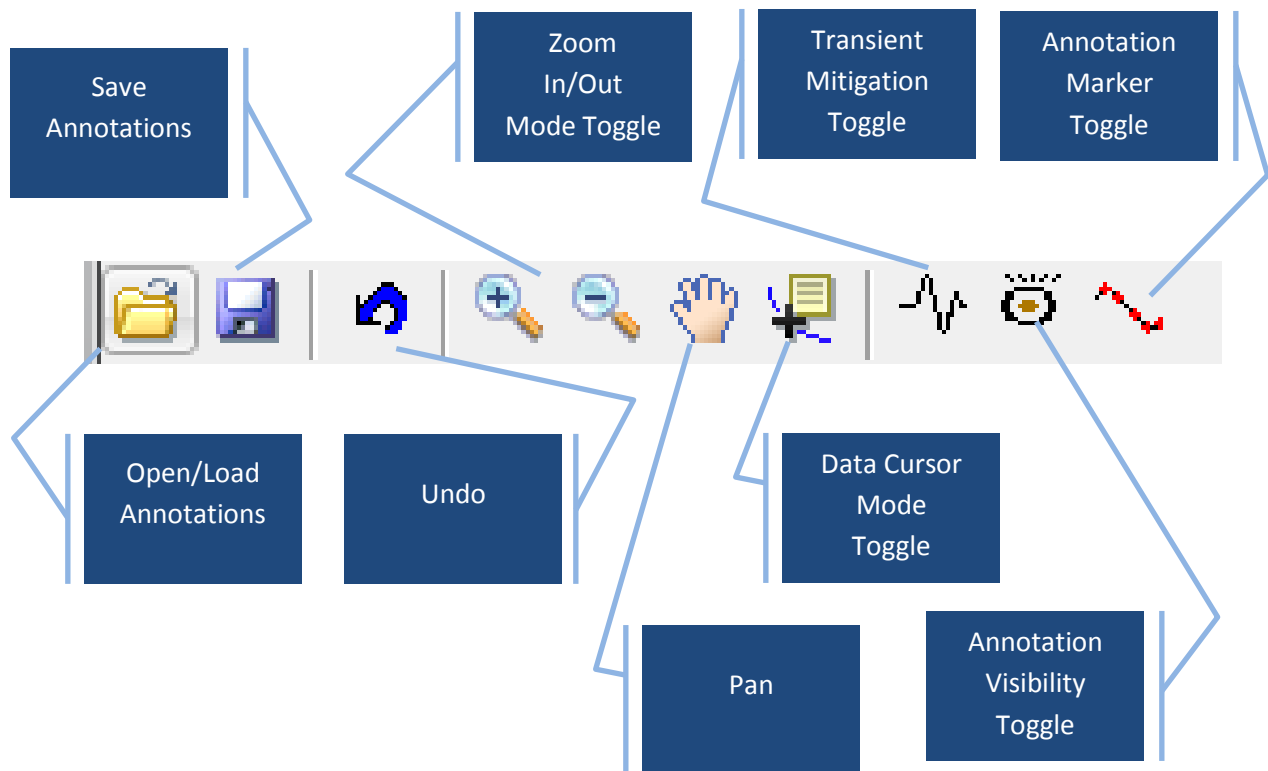 Save
Annotations
Zoom
In/Out
Mode Toggle
Transient
Mitigation
Toggle
Annotation
Marker
Toggle
Open/Load
Annotations
Undo
Data Cursor
Mode
Toggle
Pan
Annotation
Visibility
Toggle